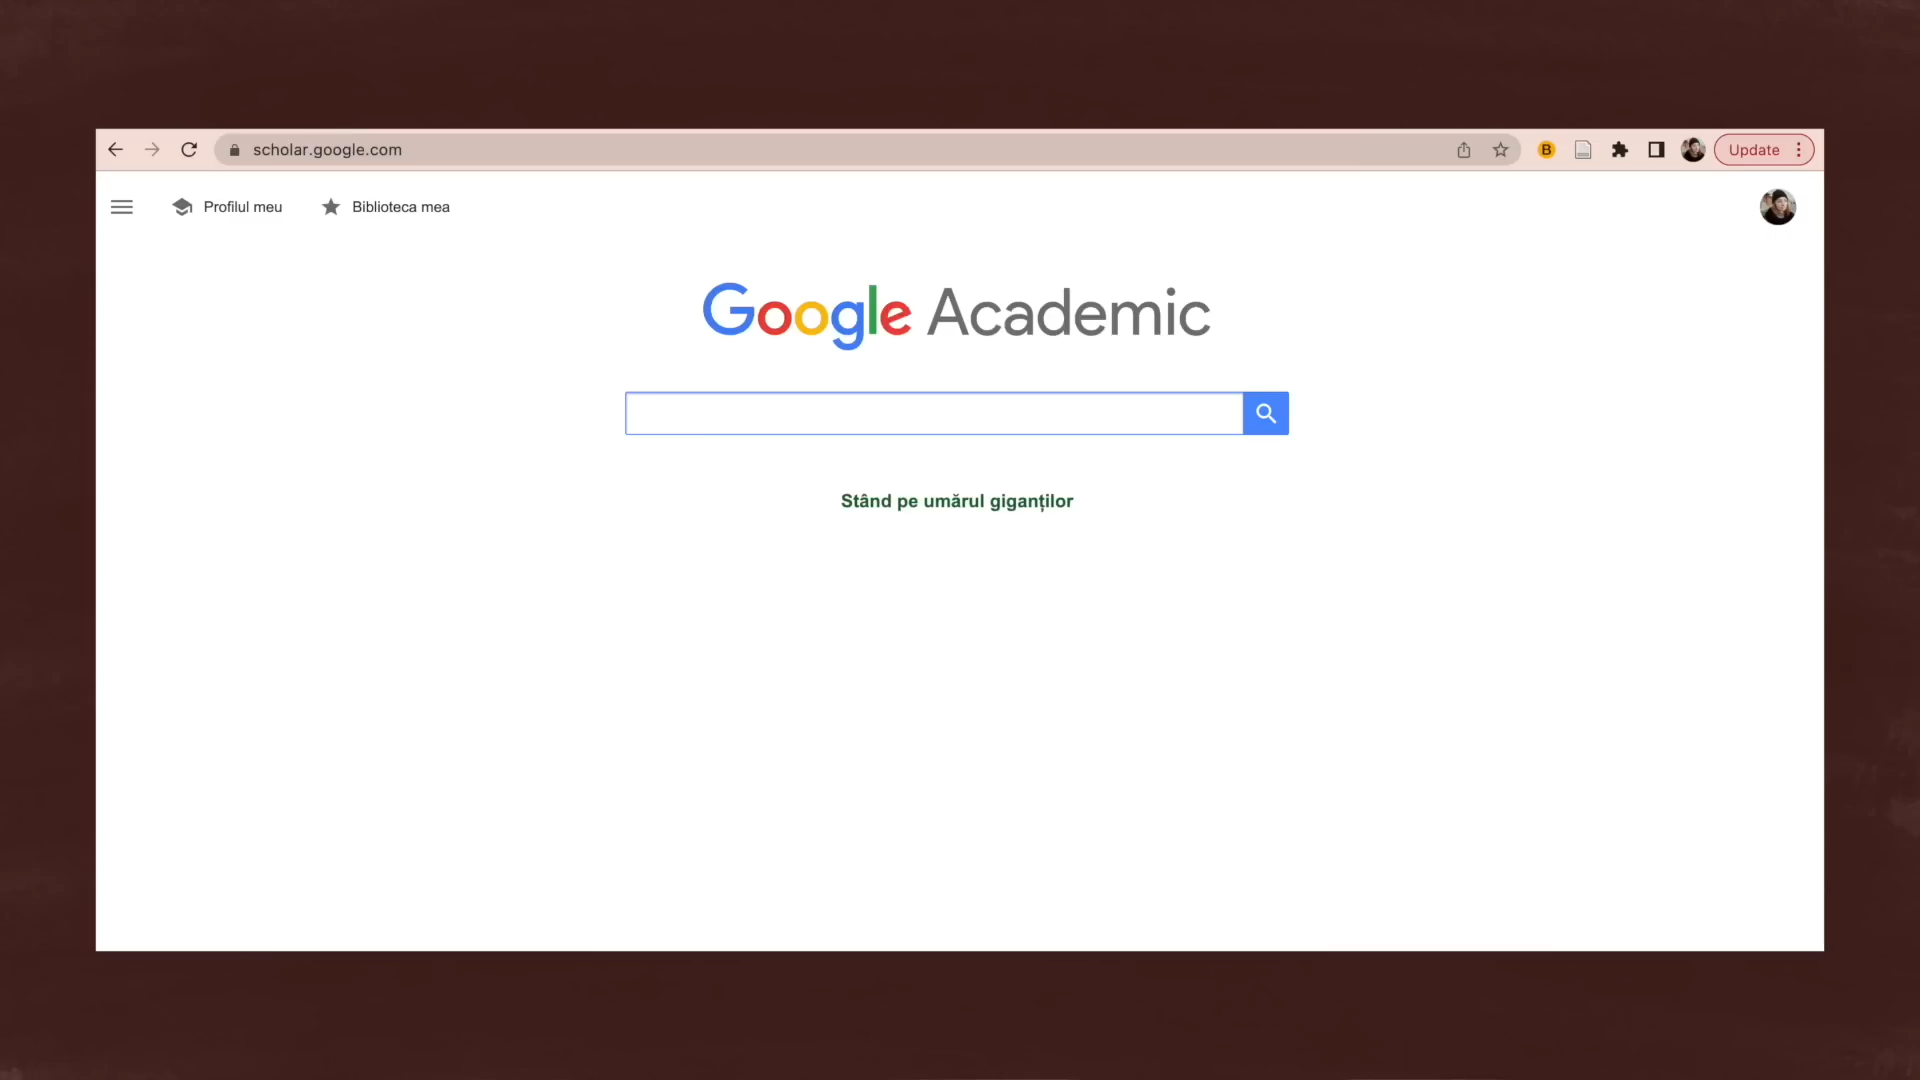 scholar.google.com
B
Update
Profilul meu
Biblioteca mea
Google Academic
Stând pe umărul giganților